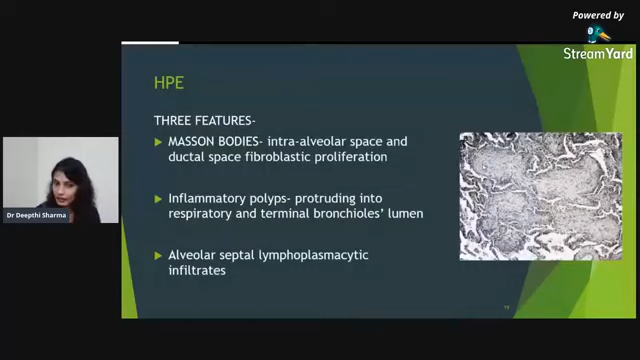 Powered by
StreamYard
HPE
THREE FEATURES-
MASSON BODIES- intra-alveolar space and
ductal space fibroblastic proliferation
Inflammatory polyps- protruding into
respiratory and terminal bronchioles' lumen
Alveolar septal lymphoplasmacytic
infiltrates
Dr Deepthi Sharma